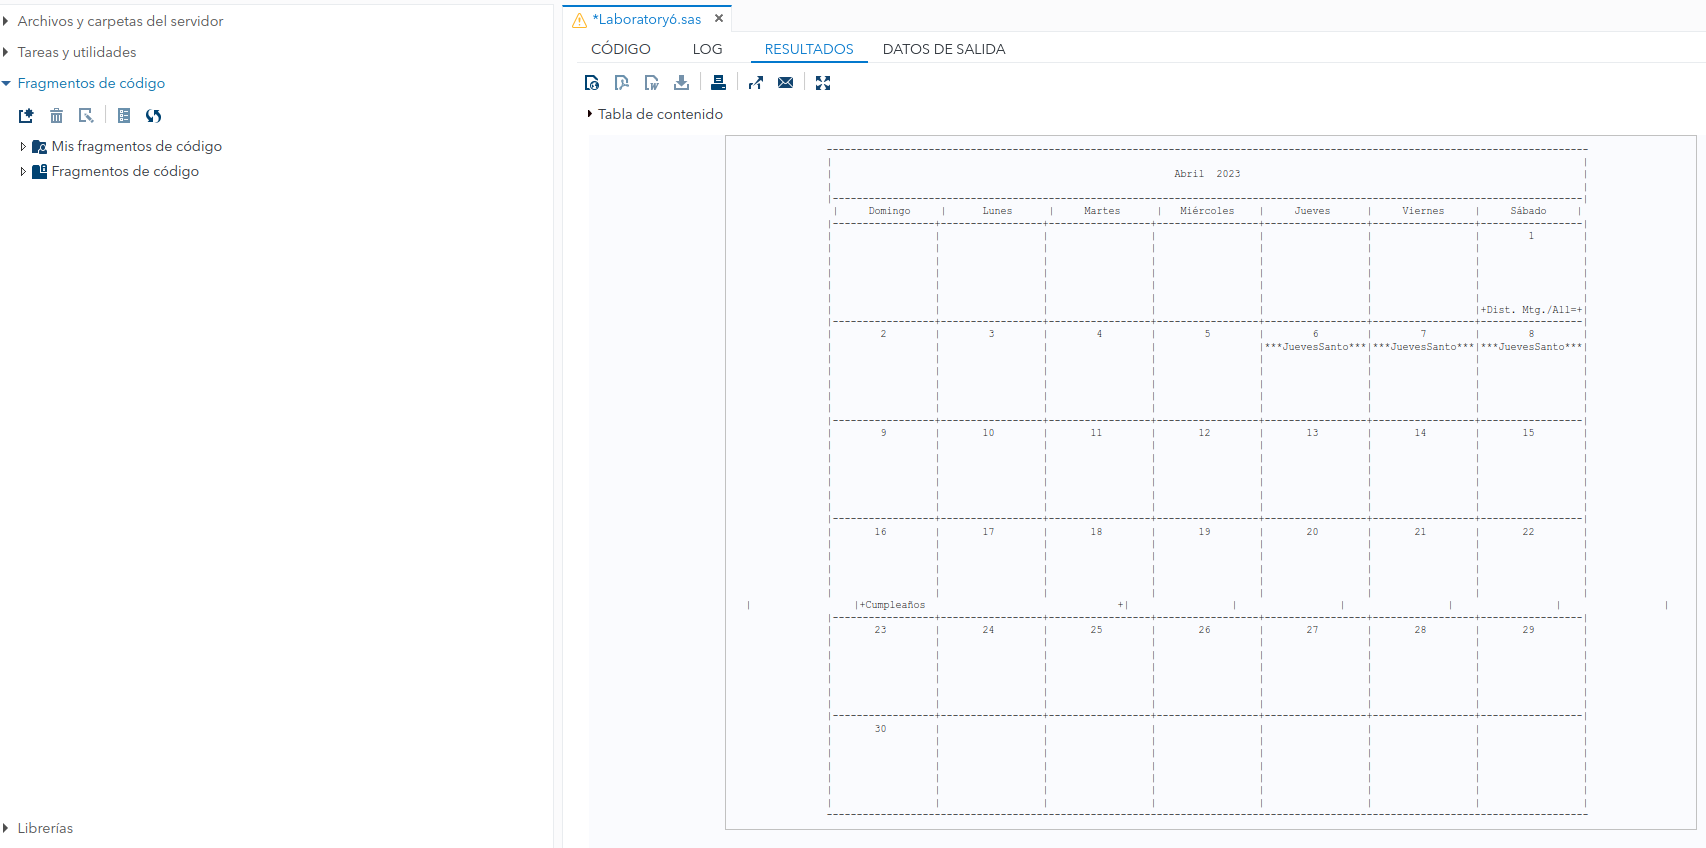 Archivos y carpetas del servidor
Tareas y utilidades
Fragmentos de código
Mis fragmentos de código
Fragmentos de código
Librerías
*Laboratory6.sas
CÓDIGO LOG RESULTADOS DATOS DE SALIDA
Tabla de contenido
Abril 2023
Domingo | Lunes | Martes | Miércoles | Jueves | Viernes | Sábado
1
+Dist. Mtg./All=+
2 3 4 5 6 7 8
|***JuevesSanto***|***JuevesSanto***|***JuevesSanto***|
9 10 11 12 13 14 15
16 17 18 19 20 21 22
|+Cumpleaños +|
23 24 25 26 27 28 29
30